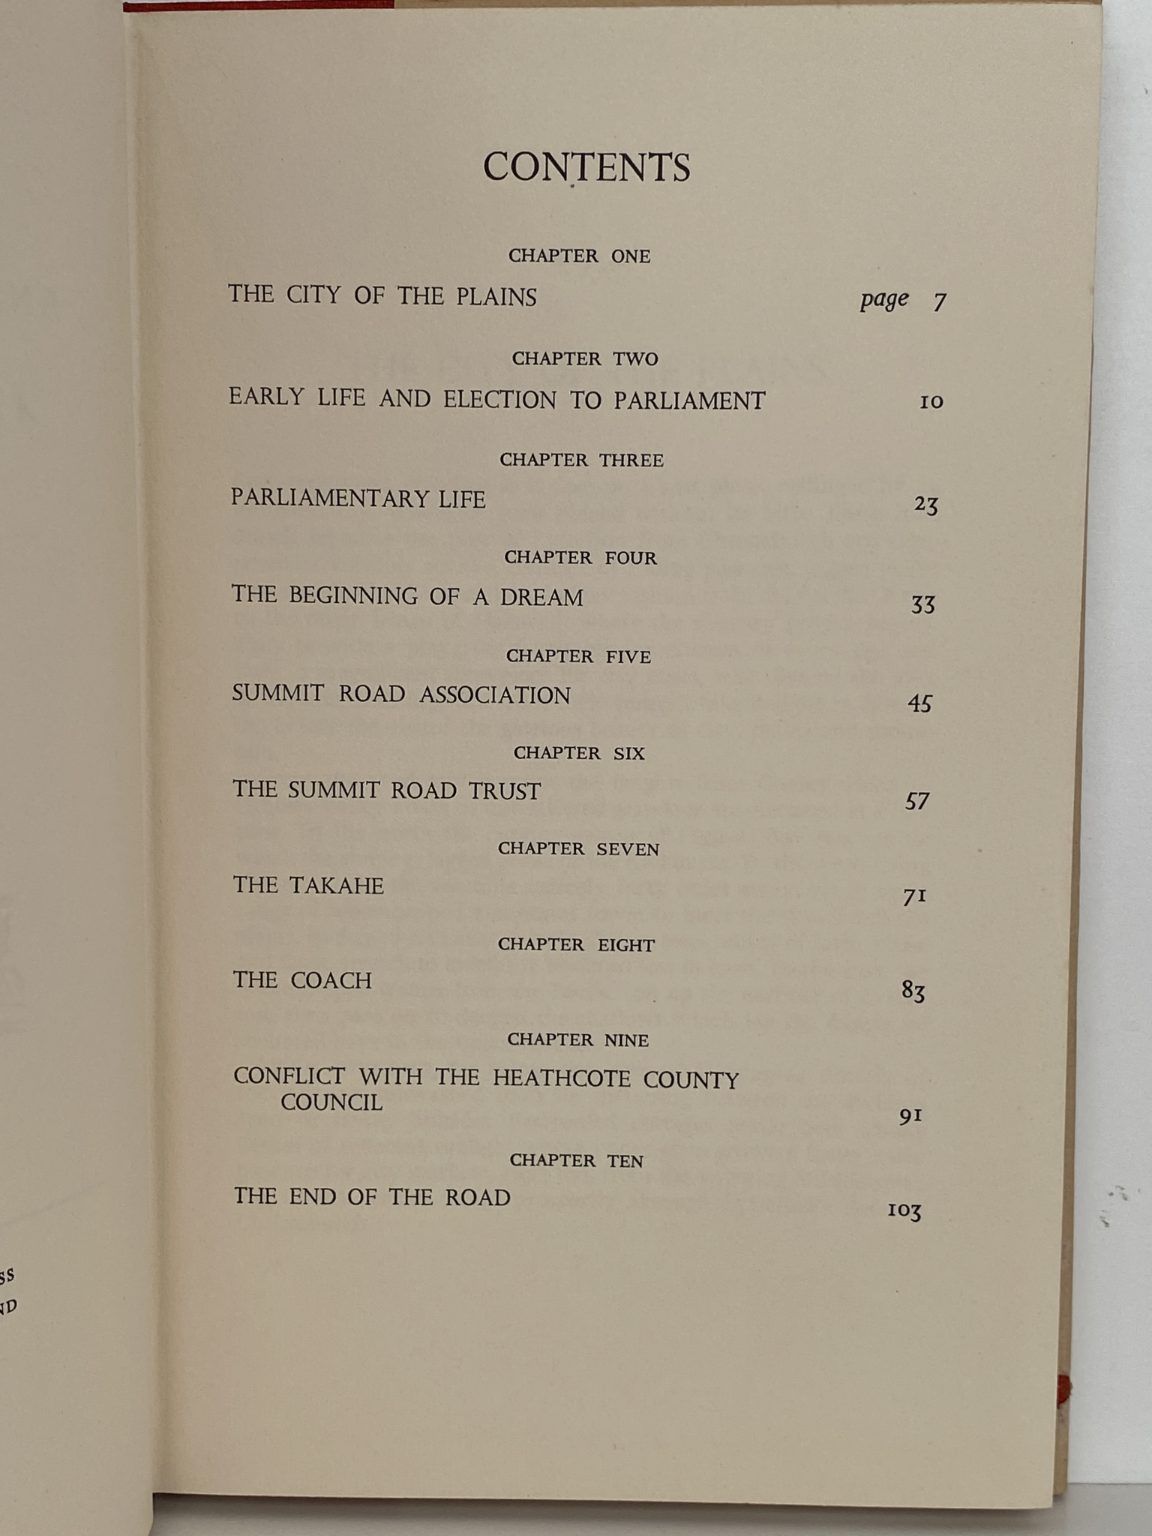 CONTENTS
CHAPTER ONE
THE CITY OF THE PLAINS page 7
CHAPTER TWO
EARLY LIFE AND ELECTION TO PARLIAMENT 10
CHAPTER THREE
PARLIAMENTARY LIFE 23
CHAPTER FOUR
THE BEGINNING OF A DREAM 33
CHAPTER FIVE
SUMMIT ROAD ASSOCIATION 45
CHAPTER SIX
THE SUMMIT ROAD TRUST 57
CHAPTER SEVEN
THE TAKAHE 71
CHAPTER EIGHT
THE COACH 83
CHAPTER NINE
CONFLICT WITH THE HEATHCOTE COUNTY
COUNCIL 91
CHAPTER TEN
THE END OF THE ROAD 103